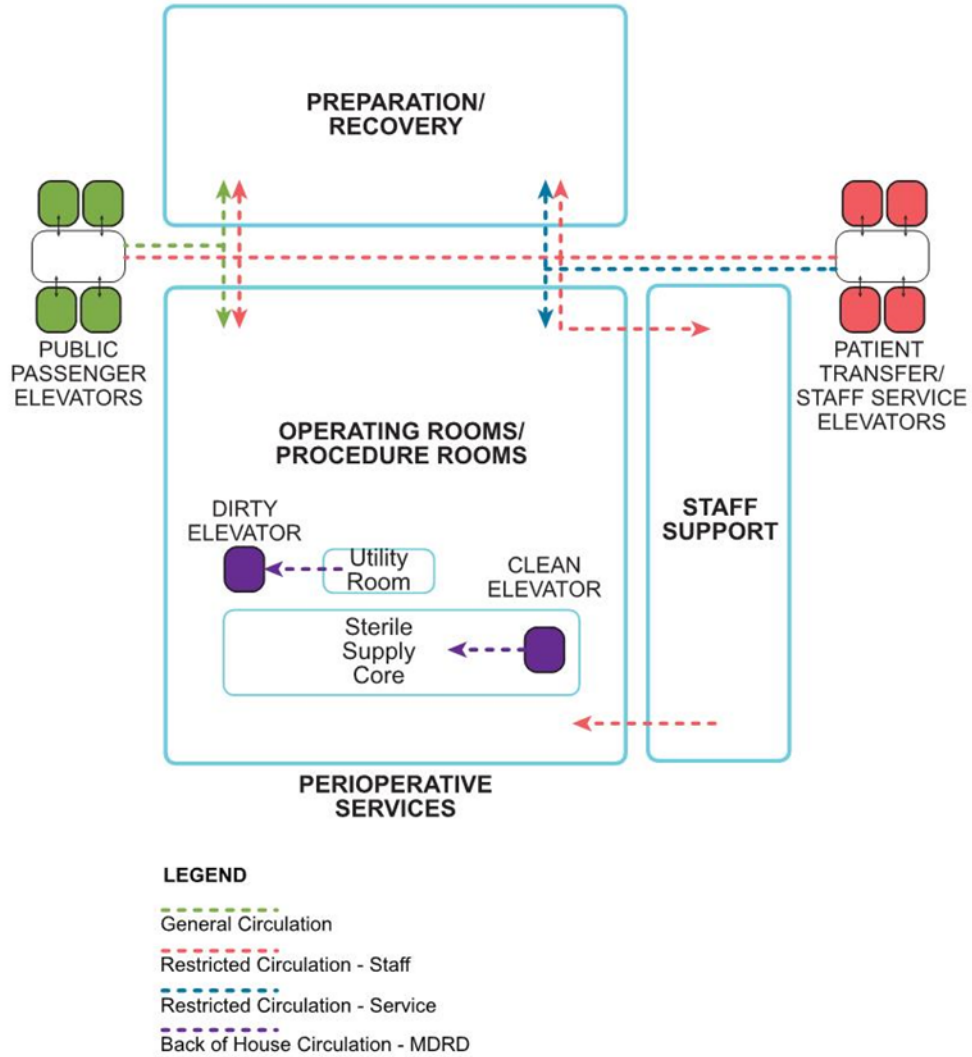 PREPARATION/
RECOVERY
PUBLIC
PASSENGER
ELEVATORS
PATIENT
TRANSFER/
STAFF SERVICE
ELEVATORS
OPERATING ROOMS/
PROCEDURE ROOMS
STAFF
SUPPORT
DIRTY
ELEVATOR
Utility
Room
CLEAN
ELEVATOR
Sterile
Supply
Core
PERIOPERATIVE
SERVICES
LEGEND
General Circulation
Restricted Circulation - Staff
Restricted Circulation - Service
Back of House Circulation - MDRD